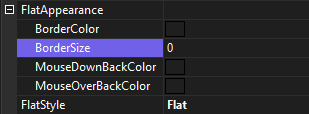 FlatAppearance
BorderColor
BorderSize 0
MouseDownBackColor
MouseOverBackColor
FlatStyle Flat